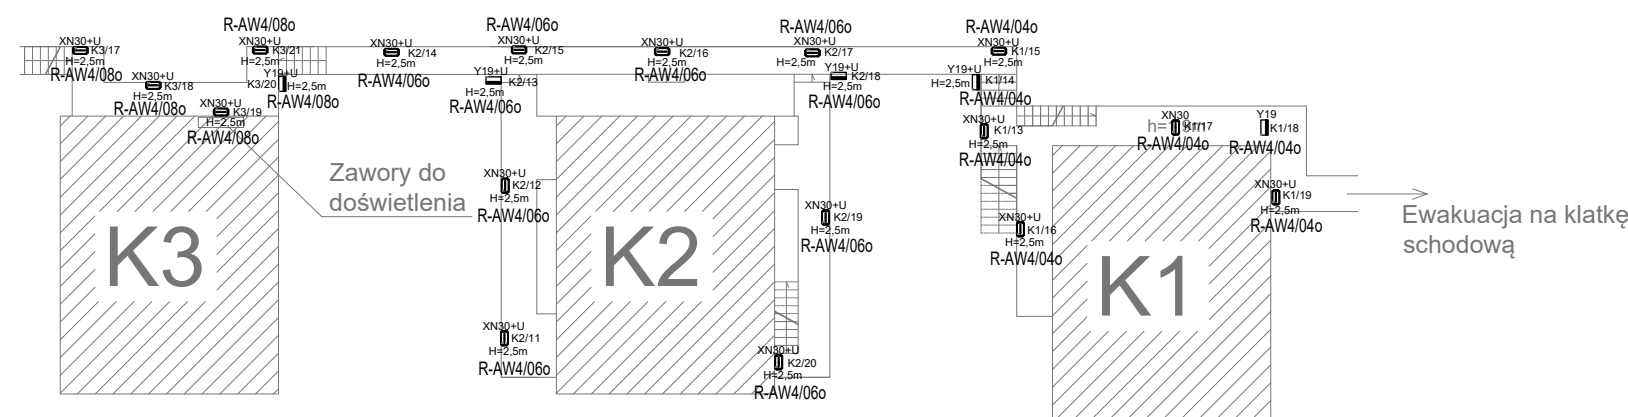 R-AW4/08o
XN30+U
K3/17
H=2,5m
R-AW4/08o
XN30+U
K3/21
H=2,5m
XN30+U
K3/18
H=2,5m
R-AW4/08o
Y19+U
K3/20
H=2,5m
R-AW4/08o
XN30+U
K3/19
H=2,5m
R-AW4/08o
XN30+U
K2/14
H=2,5m
R-AW4/06o
R-AW4/06o
XN30+U
K2/15
H=2,5m
Y19+U
K2/13
H=2,5m
R-AW4/06o
XN30+U
K2/16
H=2,5m
R-AW4/06o
R-AW4/06o
XN30+U
K2/17
H=2,5m
Y19+U
K2/18
H=2,5m
R-AW4/06o
R-AW4/04o
XN30+U
K1/15
H=2,5m
Y19+U
K1/14
H=2,5m
R-AW4/04o
XN30+U
K1/13
H=2,5m
R-AW4/04o
XN30
K1/17
R-AW4/04o
Y19
K1/18
R-AW4/04o
Zawory do
doświetlenia
XN30+U
K2/12
H=2,5m
R-AW4/06o
XN30+U
K2/19
H=2,5m
R-AW4/06o
XN30+U
K1/16
H=2,5m
R-AW4/04o
XN30+U
K1/19
H=2,5m
R-AW4/04o
Ewakuacja na klatkę
schodową
K3
K2
K1
XN30+U
K2/11
H=2,5m
R-AW4/06o
XN30+U
K2/20
H=2,5m
R-AW4/06o